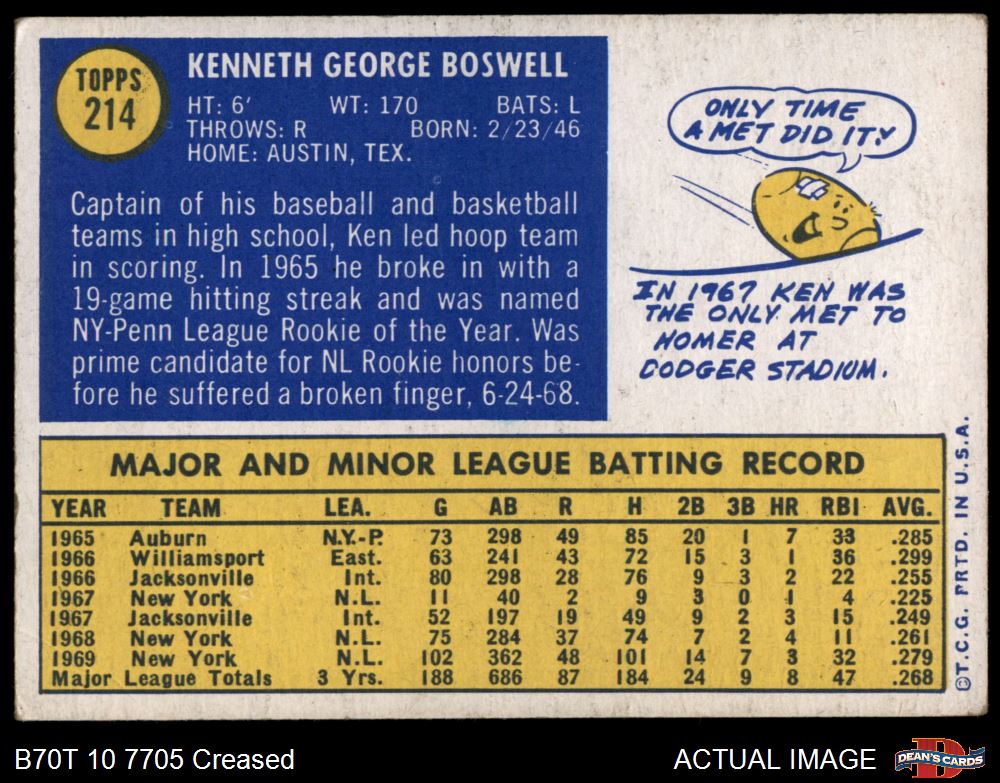 TOPPS
214
KENNETH GEORGE BOSWELL
HT: 6' WT: 170 BATS: L
THROWS: R BORN: 2/23/46
HOME: AUSTIN, TEX.
Captain of his baseball and basketball
teams in high school, Ken led hoop team
in scoring. In 1965 he broke in with a
19-game hitting streak and was named
NY-Penn League Rookie of the Year. Was
prime candidate for NL Rookie honors be-
fore he suffered a broken finger, 6-24-68.
ONLY TIME
A MET DID IT!
IN 1967 KEN WAS
THE ONLY MET TO
HOMER AT
DODGER STADIUM.
MAJOR AND MINOR LEAGUE BATTING RECORD
YEAR TEAM LEA. G AB R H 2B 3B HR RBI AVG.
1965 Auburn N.Y.-P. 73 298 49 85 20 1 7 33 .285
1966 Williamsport East. 63 241 43 72 15 3 1 36 .299
1966 Jacksonville Int. 80 298 28 76 9 3 2 22 .255
1967 New York N.L. 11 40 2 9 3 0 1 4 .225
1967 Jacksonville Int. 52 197 19 49 9 2 3 15 .249
1968 New York N.L. 75 284 37 74 7 2 4 11 .261
1969 New York N.L. 102 362 48 101 14 7 3 32 .279
Major League Totals 3 Yrs. 188 686 87 184 24 9 8 47 .268
©T.C.G. PRTD. IN U.S.A.
B70T 10 7705 Creased
ACTUAL IMAGE
D
DEAN'S CARDS